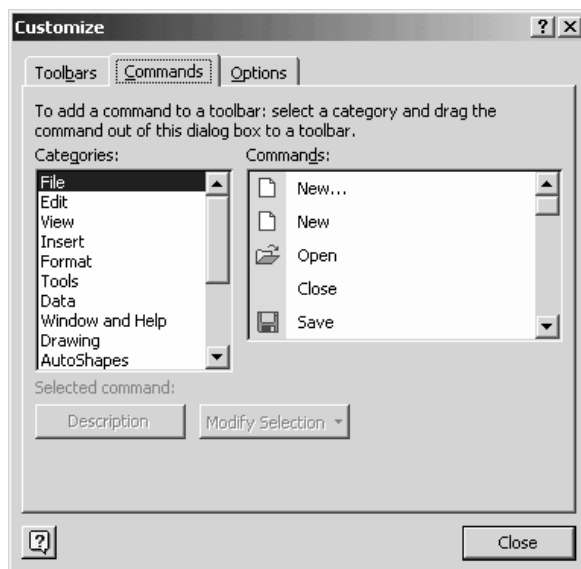 Customize
Toolbars Commands Options
To add a command to a toolbar: select a category and drag the
command out of this dialog box to a toolbar.
Categories:
File
Edit
View
Insert
Format
Tools
Data
Window and Help
Drawing
AutoShapes
Commands:
New...
New
Open
Close
Save
Selected command:
Description Modify Selection
Close